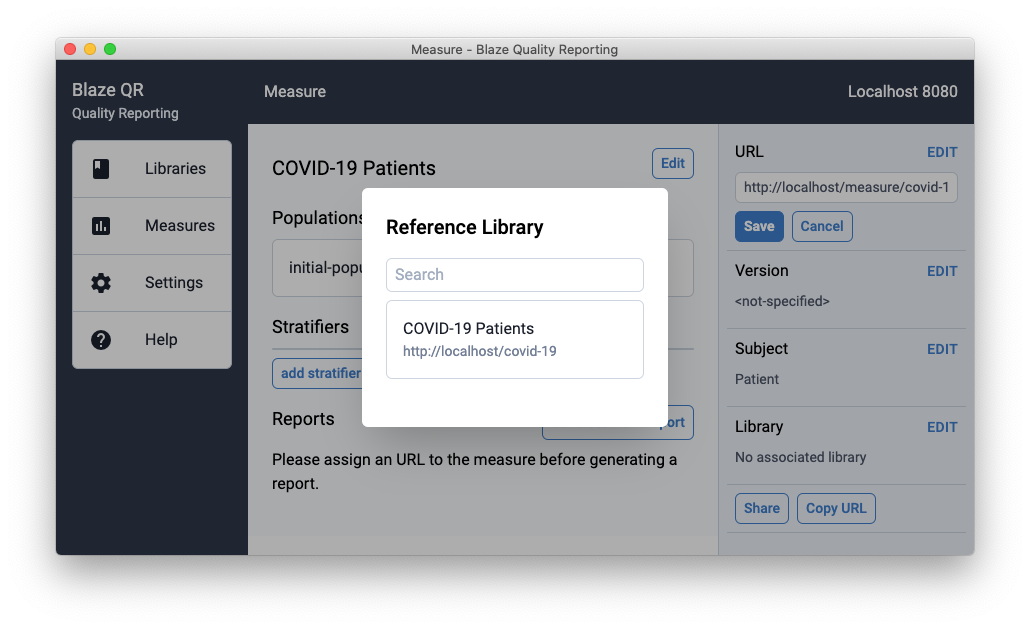 Measure - Blaze Quality Reporting
Blaze QR
Quality Reporting
Libraries
Measures
Settings
Help
Measure
Localhost 8080
COVID-19 Patients
Edit
Populations
initial-popu
Stratifiers
add stratifier
Reports
port
Please assign an URL to the measure before generating a
report.
Reference Library
Search
COVID-19 Patients
http://localhost/covid-19
URL
EDIT
http://localhost/measure/covid-1
Save
Cancel
Version
EDIT
<not-specified>
Subject
EDIT
Patient
Library
EDIT
No associated library
Share
Copy URL